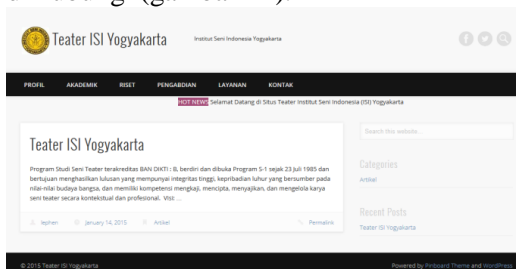 Teater ISI Yogyakarta
Institut Seni Indonesia Yogyakarta
PROFIL AKADEMIK RISET PENGABDIAN LAYANAN KONTAK
HOT NEWS Selamat Datang di Situs Teater Institut Seni Indonesia (ISI) Yogyakarta
Teater ISI Yogyakarta
Program Studi Seni Teater terakreditas BAN DIKTI : B, berdiri dan dibuka Program S-1 sejak 23 Juli 1985 dan
bertujuan menghasilkan lulusan yang mempunyai integritas tinggi, kepribadian luhur yang bersumber pada
nilai-nilai budaya bangsa, dan memiliki kompetensi mengkaji, mencipta, menyajikan, dan mengelola karya
seni teater secara kontekstual dan profesional. Visi: ...
lephen January 14, 2015 Artikel Permalink
Search this website…
Categories
Artikel
Recent Posts
Teater ISI Yogyakarta
© 2016 Teater ISI Yogyakarta
Powered by Pinboard Theme and WordPress